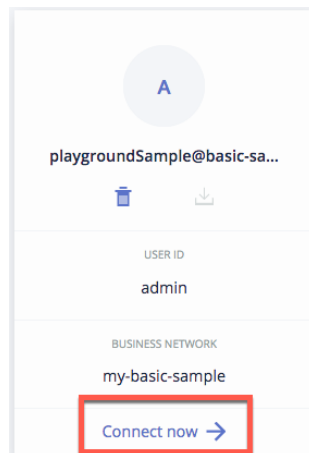 A
playgroundSample@basic-sa...
USER ID
admin
BUSINESS NETWORK
my-basic-sample
Connect now